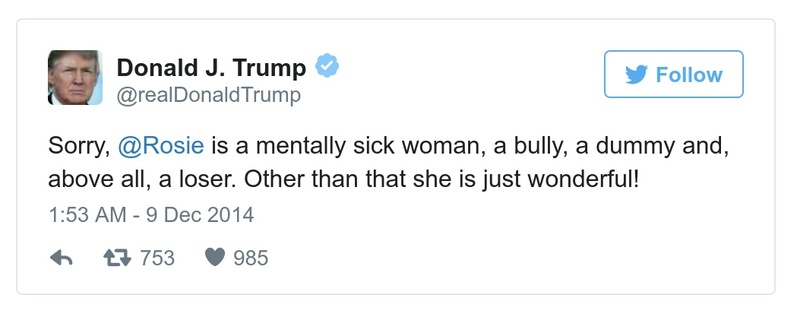 Donald J. Trump
@realDonaldTrump
Follow
Sorry, @Rosie is a mentally sick woman, a bully, a dummy and,
above all, a loser. Other than that she is just wonderful!
1:53 AM - 9 Dec 2014
753 985